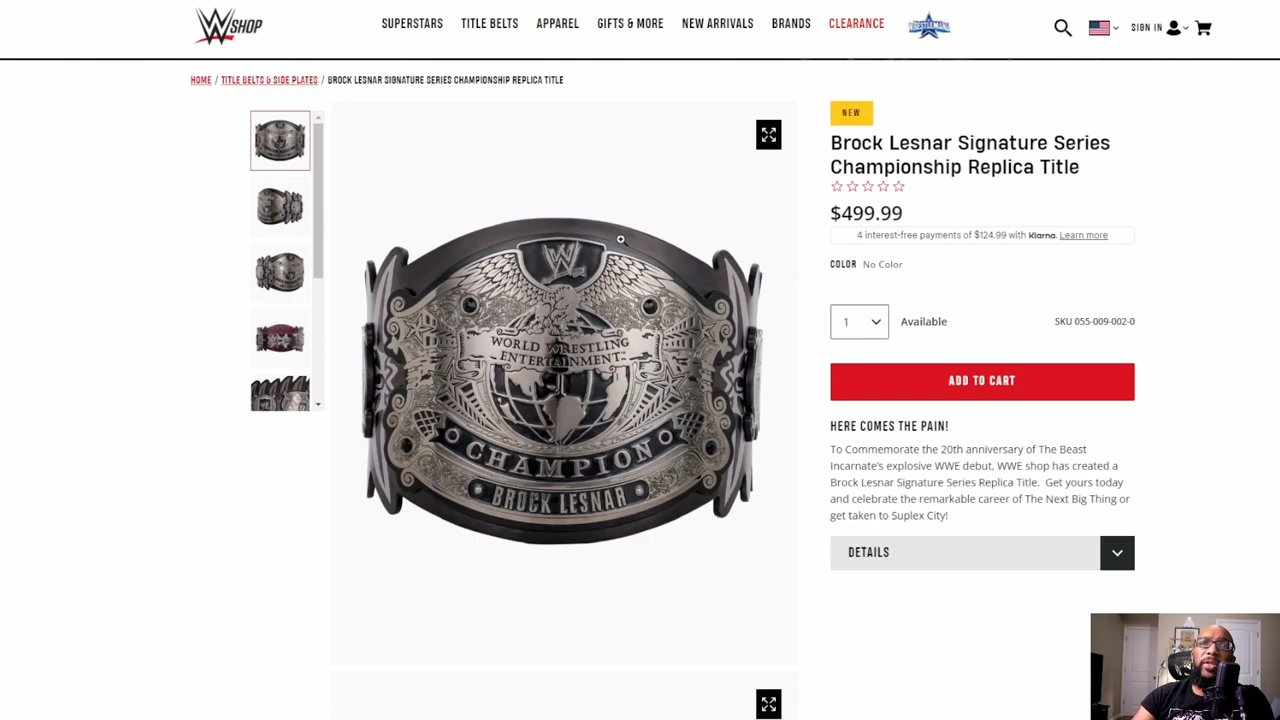 W SHOP
SUPERSTARS TITLE BELTS APPAREL GIFTS & MORE NEW ARRIVALS BRANDS CLEARANCE WRESTLEMANIA
SIGN IN
HOME / TITLE BELTS & SIDE PLATES / BROCK LESNAR SIGNATURE SERIES CHAMPIONSHIP REPLICA TITLE
W
WORLD WRESTLING
ENTERTAINMENT
CHAMPION
BROCK LESNAR
NEW
Brock Lesnar Signature Series
Championship Replica Title
$499.99
4 interest-free payments of $124.99 with Klarna. Learn more
COLOR No Color
1 Available SKU 055-009-002-0
ADD TO CART
HERE COMES THE PAIN!
To Commemorate the 20th anniversary of The Beast
Incarnate's explosive WWE debut, WWE shop has created a
Brock Lesnar Signature Series Replica Title. Get yours today
and celebrate the remarkable career of The Next Big Thing or
get taken to Suplex City!
DETAILS